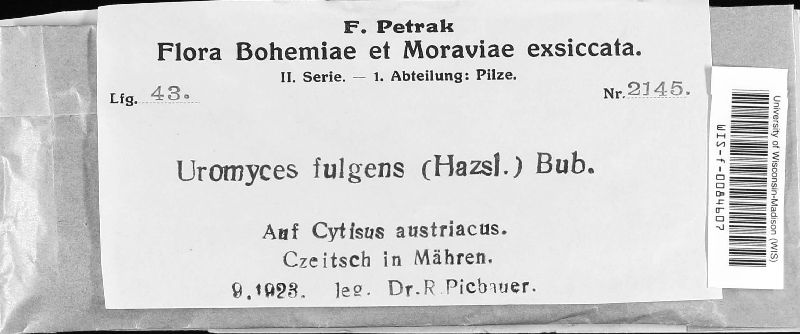 F. Petrak
Flora Bohemiae et Moraviae exsiccata.
II. Serie. — 1. Abteilung: Pilze.
Lfg. 43.
Nr. 2145.
Uromyces fulgens (Hazsl.) Bub.
Auf Cytisus austriacus.
Czeitsch in Mähren.
9.1923. leg. Dr.R.Picbauer.
University of Wisconsin-Madison (WIS)
WIS-f-0084607